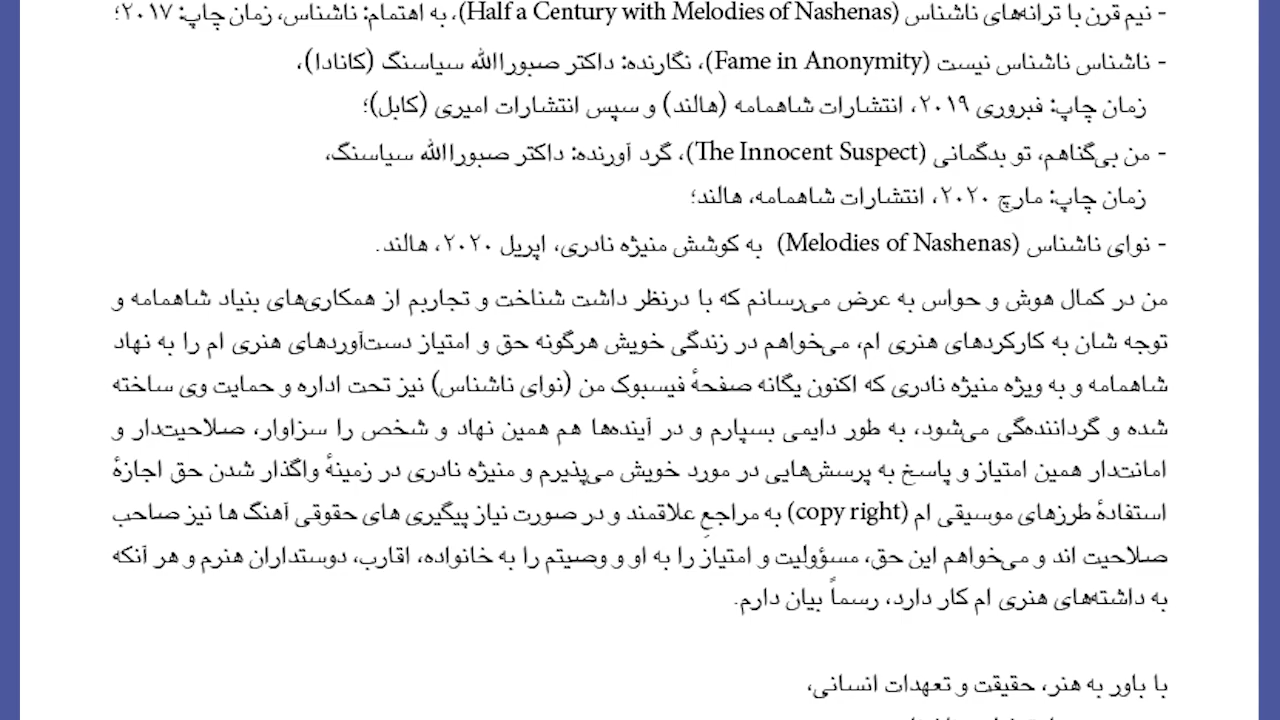 - نیم قرن با ترانه‌های ناشناس (Half a Century with Melodies of Nashenas)، به اهتمام: ناشناس، زمان چاپ: ۲۰۱۷؛
- ناشناس ناشناس نیست (Fame in Anonymity)، نگارنده: داکتر صبورالله سیاسنگ (کانادا)،
زمان چاپ: فبروری ۲۰۱۹، انتشارات شاهمامه (هالند) و سپس انتشارات امیری (کابل)؛
- من بی‌گناهم، تو بدگمانی (The Innocent Suspect)، گرد آورنده: داکتر صبورالله سیاسنگ،
زمان چاپ: مارچ ۲۰۲۰، انتشارات شاهمامه، هالند؛
- نوای ناشناس (Melodies of Nashenas) به کوشش منیژه نادری، اپریل ۲۰۲۰، هالند.
من در کمال هوش و حواس به عرض می‌رسانم که با درنظر داشت شناخت و تجاربم از همکاری‌های بنیاد شاهمامه و
توجه شان به کارکردهای هنری ام، می‌خواهم در زندگی خویش هرگونه حق و امتیاز دست‌آوردهای هنری ام را به نهاد
شاهمامه و به ویژه منیژه نادری که اکنون یگانه صفحهٔ فیسبوک من (نوای ناشناس) نیز تحت اداره و حمایت وی ساخته
شده و گردانندەگی می‌شود، به طور دایمی بسپارم و در آینده‌ها هم همین نهاد و شخص را سزاوار، صلاحیت‌دار و
امانت‌دار همین امتیاز و پاسخ به پرسش‌هایی در مورد خویش می‌پذیرم و منیژه نادری در زمینهٔ واگذار شدن حق اجازهٔ
استفادهٔ طرزهای موسیقی ام (copy right) به مراجعِ علاقمند و در صورت نیاز پیگیری های حقوقی آهنگ ها نیز صاحب
صلاحیت اند و می‌خواهم این حق، مسؤولیت و امتیاز را به او و وصیتم را به خانواده، اقارب، دوستداران هنرم و هر آنکه
به داشته‌های هنری ام کار دارد، رسماً بیان دارم.
با باور به هنر، حقیقت و تعهدات انسانی،